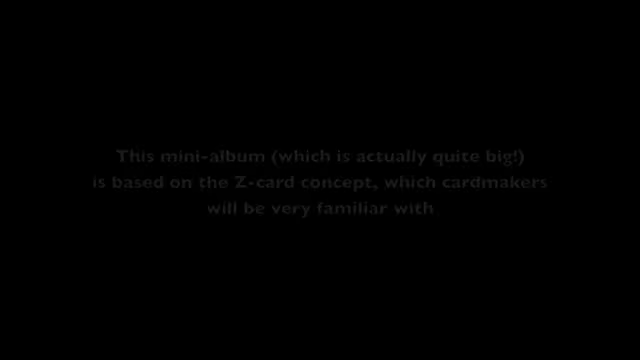 This mini-album (which is actually quite big!)
is based on the Z-card concept, which cardmakers
will be very familiar with